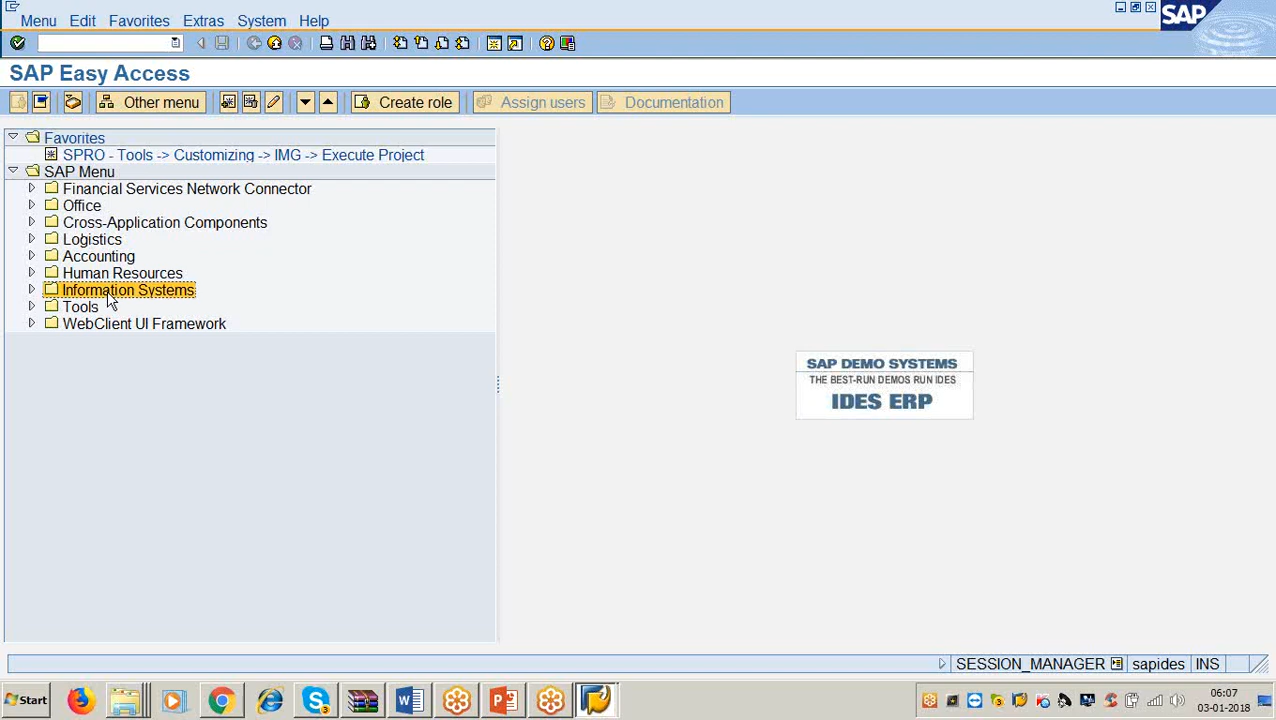 Menu Edit Favorites Extras System Help
SAP
SAP Easy Access
Other menu Create role Assign users Documentation
Favorites
SPRO - Tools -> Customizing -> IMG -> Execute Project
SAP Menu
Financial Services Network Connector
Office
Cross-Application Components
Logistics
Accounting
Human Resources
Information Systems
Tools
WebClient UI Framework
SAP DEMO SYSTEMS
THE BEST-RUN DEMOS RUN IDES
IDES ERP
SESSION_MANAGER sapides INS
Start
06:07
03-01-2018